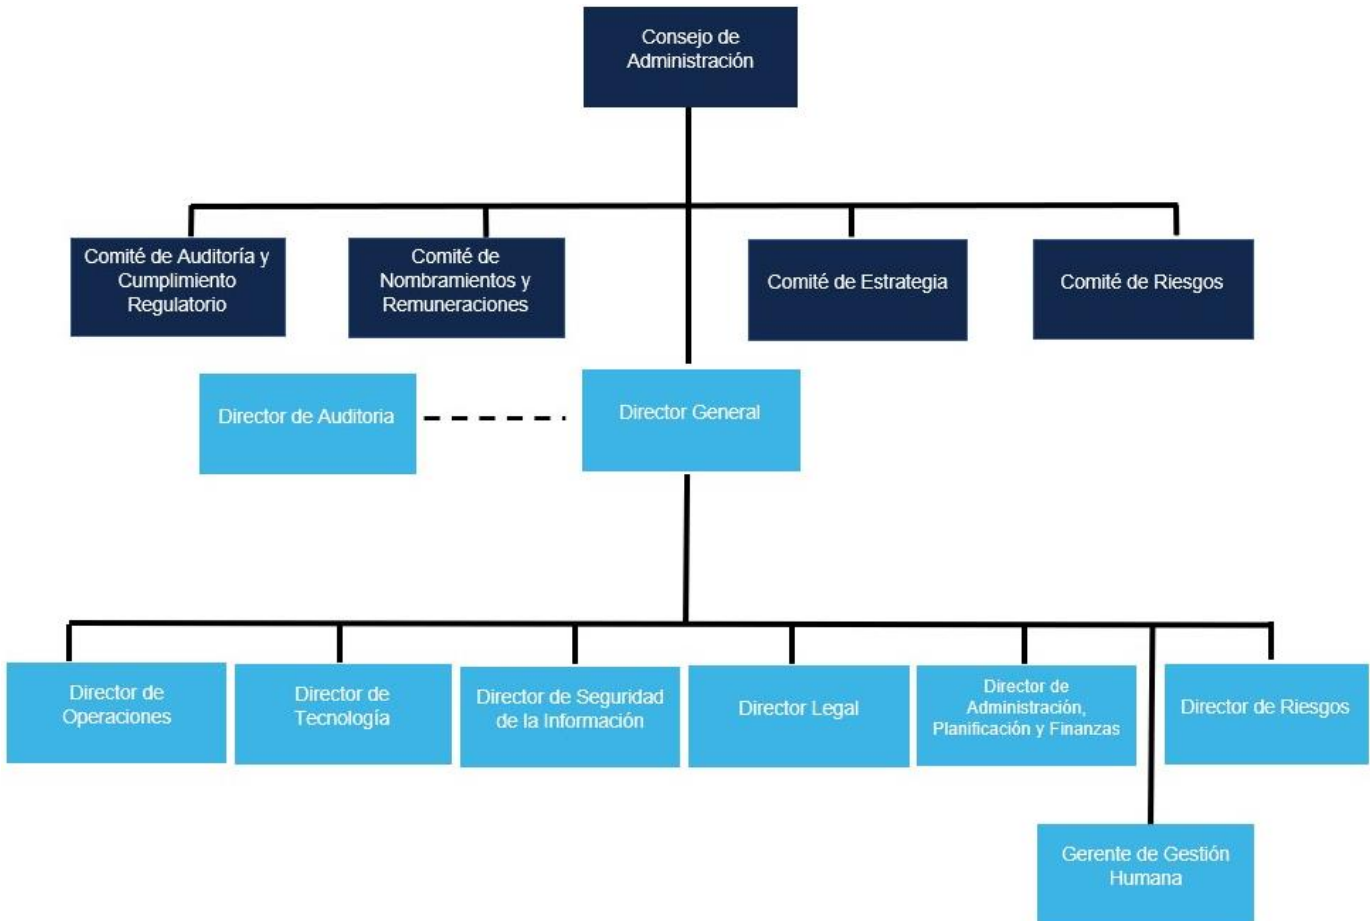 Consejo de
Administración
Comité de Auditoría y
Cumplimiento
Regulatorio
Comité de
Nombramientos y
Remuneraciones
Comité de Estrategia
Comité de Riesgos
Director de Auditoria
Director General
Director de
Operaciones
Director de
Tecnología
Director de Seguridad
de la Información
Director Legal
Director de
Administración,
Planificación y Finanzas
Director de Riesgos
Gerente de Gestión
Humana